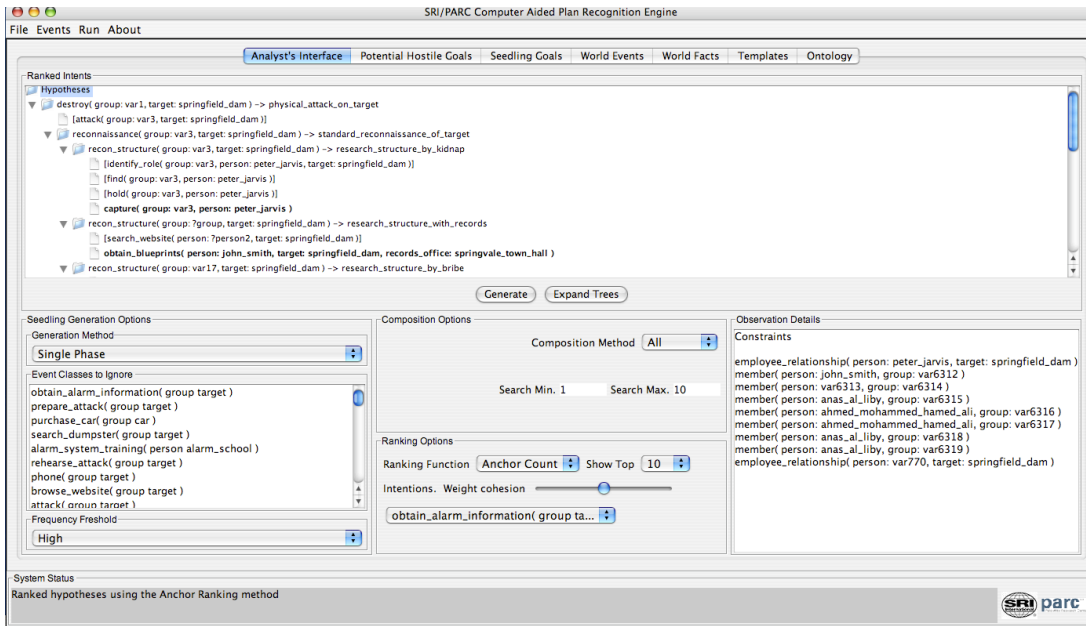 SRI/PARC Computer Aided Plan Recognition Engine
File Events Run About
Analyst's Interface Potential Hostile Goals Seedling Goals World Events World Facts Templates Ontology
Ranked Intents
Hypotheses
destroy( group: var1, target: springfield_dam ) -> physical_attack_on_target
[attack( group: var3, target: springfield_dam )]
reconnaissance( group: var3, target: springfield_dam ) -> standard_reconnaissance_of_target
recon_structure( group: var3, target: springfield_dam ) -> research_structure_by_kidnap
[identify_role( group: var3, person: peter_jarvis, target: springfield_dam )]
[find( group: var3, person: peter_jarvis )]
[hold( group: var3, person: peter_jarvis )]
capture( group: var3, person: peter_jarvis )
recon_structure( group: ?group, target: springfield_dam ) -> research_structure_with_records
[search_website( person: ?person2, target: springfield_dam )]
obtain_blueprints( person: john_smith, target: springfield_dam, records_office: springvale_town_hall )
recon_structure( group: var17, target: springfield_dam ) -> research_structure_by_bribe
Generate Expand Trees
Seedling Generation Options
Generation Method
Single Phase
Event Classes to Ignore
obtain_alarm_information( group target )
prepare_attack( group target )
purchase_car( group car )
search_dumpster( group target )
alarm_system_training( person alarm_school )
rehearse_attack( group target )
phone( group target )
browse_website( group target )
attack( group target )
Frequency Freshold
High
Composition Options
Composition Method All
Search Min. 1 Search Max. 10
Ranking Options
Ranking Function Anchor Count Show Top 10
Intentions. Weight cohesion
obtain_alarm_information( group ta...
Observation Details
Constraints
employee_relationship( person: peter_jarvis, target: springfield_dam )
member( person: john_smith, group: var6312 )
member( person: var6313, group: var6314 )
member( person: anas_al_liby, group: var6315 )
member( person: ahmed_mohammed_hamed_ali, group: var6316 )
member( person: ahmed_mohammed_hamed_ali, group: var6317 )
member( person: anas_al_liby, group: var6318 )
member( person: anas_al_liby, group: var6319 )
employee_relationship( person: var770, target: springfield_dam )
System Status
Ranked hypotheses using the Anchor Ranking method
SRI parc